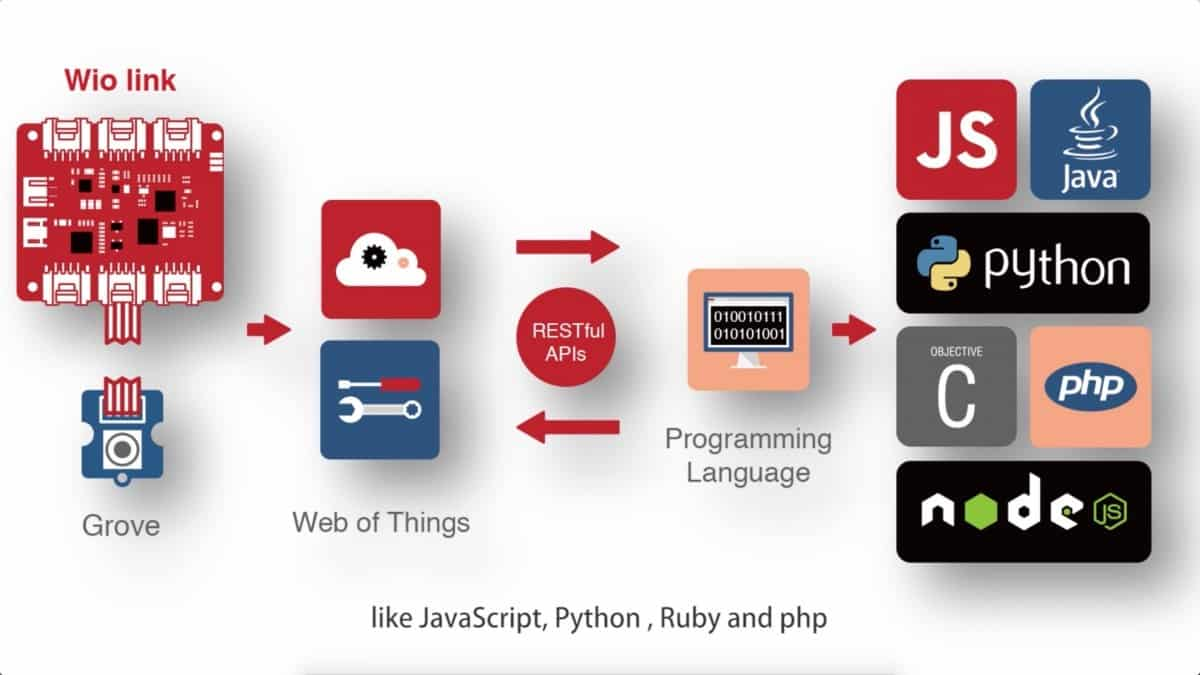 Wio link
Grove
Web of Things
RESTful
APIs
010010111
010101001
Programming
Language
JS
Java
python
OBJECTIVE
C
php
node
JS
like JavaScript, Python , Ruby and php